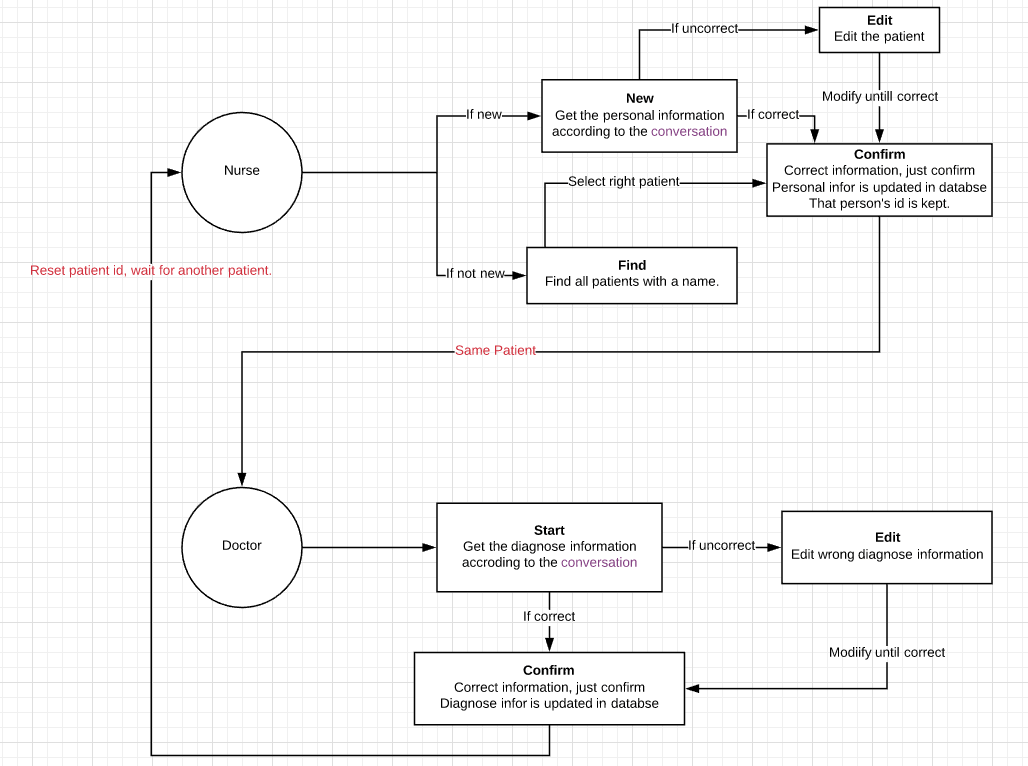 Edit
Edit the patient
If uncorrect
Modify untill correct
New
Get the personal information
according to the conversation
If new
If correct
Confirm
Correct information, just confirm
Personal infor is updated in databse
That person's id is kept.
Nurse
Select right patient
Find
Find all patients with a name.
If not new
Reset patient id, wait for another patient.
Same Patient
Doctor
Start
Get the diagnose information
accroding to the conversation
If uncorrect
Edit
Edit wrong diagnose information
If correct
Modiify until correct
Confirm
Correct information, just confirm
Diagnose infor is updated in databse